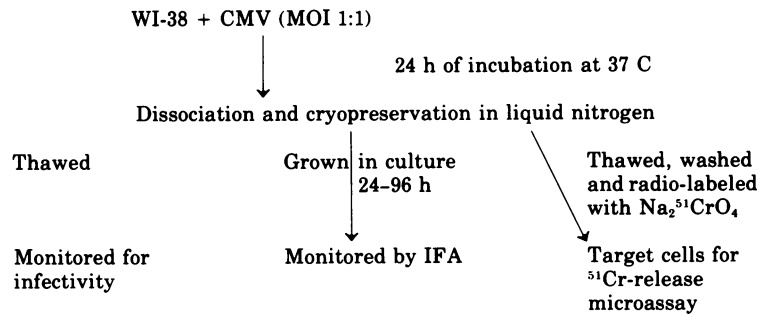 WI-38 + CMV (MOI 1:1)
24 h of incubation at 37 C
Dissociation and cryopreservation in liquid nitrogen
Thawed
Grown in culture
24–96 h
Thawed, washed
and radio-labeled
with Na₂⁵¹CrO₄
Monitored for
infectivity
Monitored by IFA
Target cells for
⁵¹Cr-release
microassay